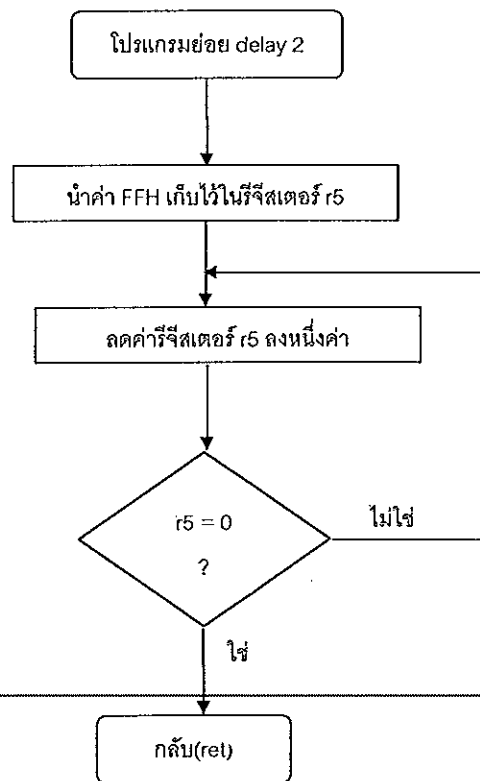 โปรแกรมย่อย delay 2
นำค่า FFH เก็บไว้ในรีจีสเตอร์ r5
ลดค่ารีจีสเตอร์ r5 ลงหนึ่งค่า
r5 = 0
?
ไม่ใช่
ใช่
กลับ(ret)